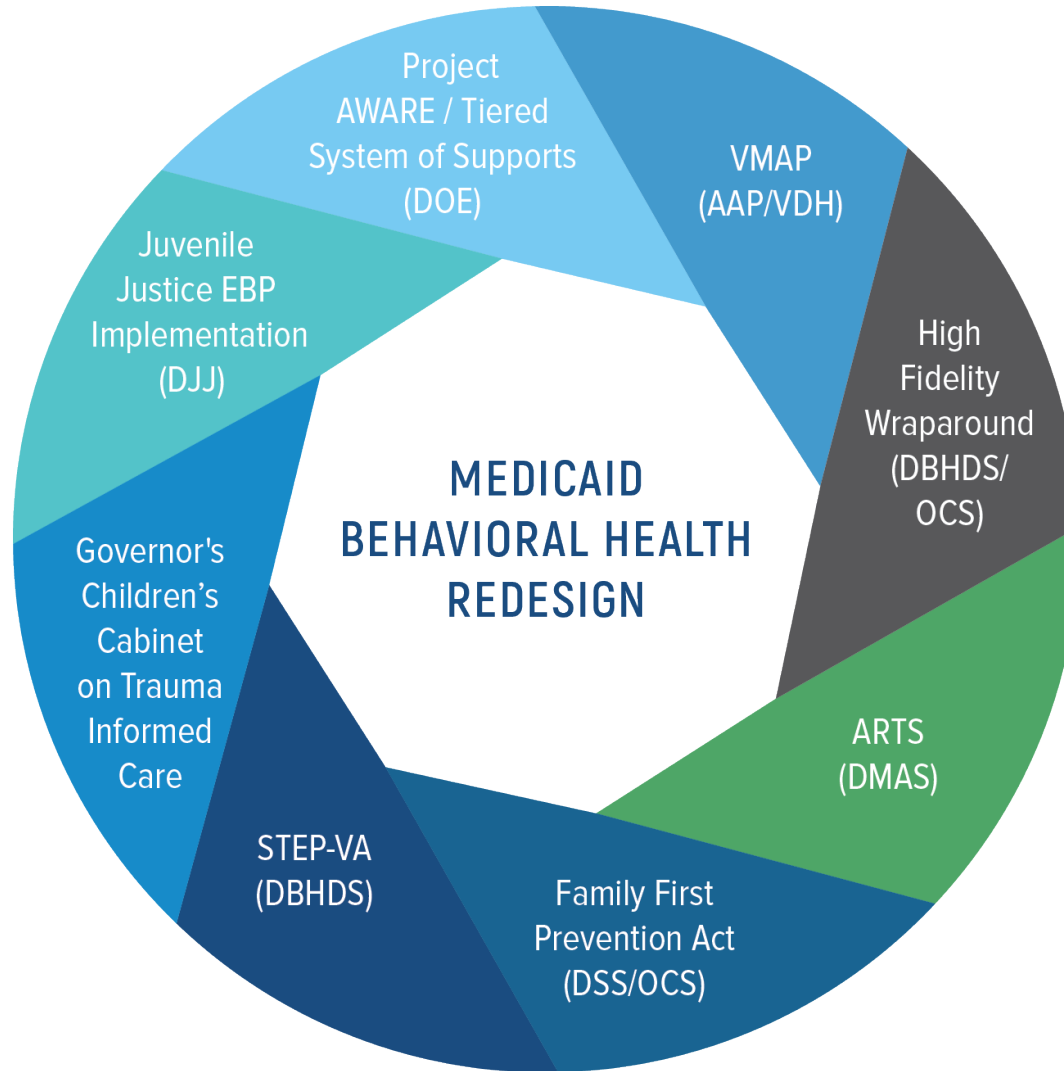 Project
AWARE / Tiered
System of Supports
(DOE)
VMAP
(AAP/VDH)
High
Fidelity
Wraparound
(DBHDS/
OCS)
ARTS
(DMAS)
Family First
Prevention Act
(DSS/OCS)
STEP-VA
(DBHDS)
Governor's
Children’s
Cabinet
on Trauma
Informed
Care
Juvenile
Justice EBP
Implementation
(DJJ)
MEDICAID
BEHAVIORAL HEALTH
REDESIGN